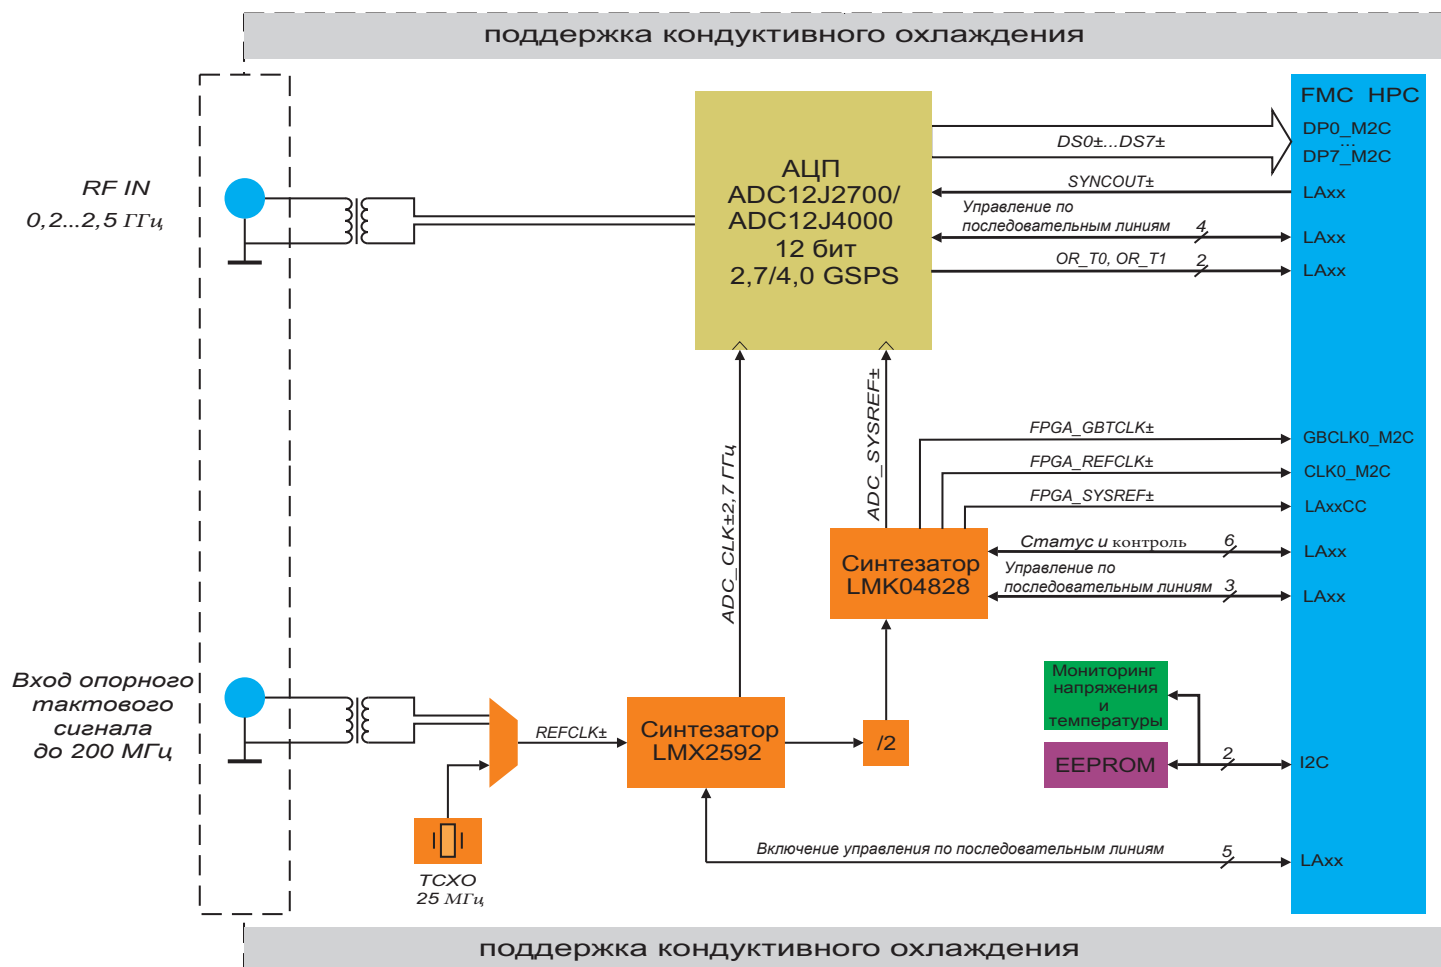 поддержка кондуктивного охлаждения
RF IN
0,2...2,5 ГГц
АЦП
ADC12J2700/
ADC12J4000
12 бит
2,7/4,0 GSPS
DS0±...DS7±
SYNCOUT±
Управление по
последовательным линиям
4
OR_T0, OR_T1
2
FMC HPC
DP0_M2C
...
DP7_M2C
LAxx
LAxx
LAxx
ADC_CLK±2,7 ГГц
ADC_SYSREF±
FPGA_GBTCLK±
GBCLK0_M2C
FPGA_REFCLK±
CLK0_M2C
FPGA_SYSREF±
LAxxCC
Синтезатор
LMK04828
Статус и контроль
6
LAxx
Управление по
последовательным линиям
3
LAxx
Вход опорного
тактового
сигнала
до 200 МГц
REFCLK±
Синтезатор
LMX2592
/2
Мониторинг
напряжения
и
температуры
EEPROM
2
I2C
TCXO
25 МГц
Включение управления по последовательным линиям
5
LAxx
поддержка кондуктивного охлаждения